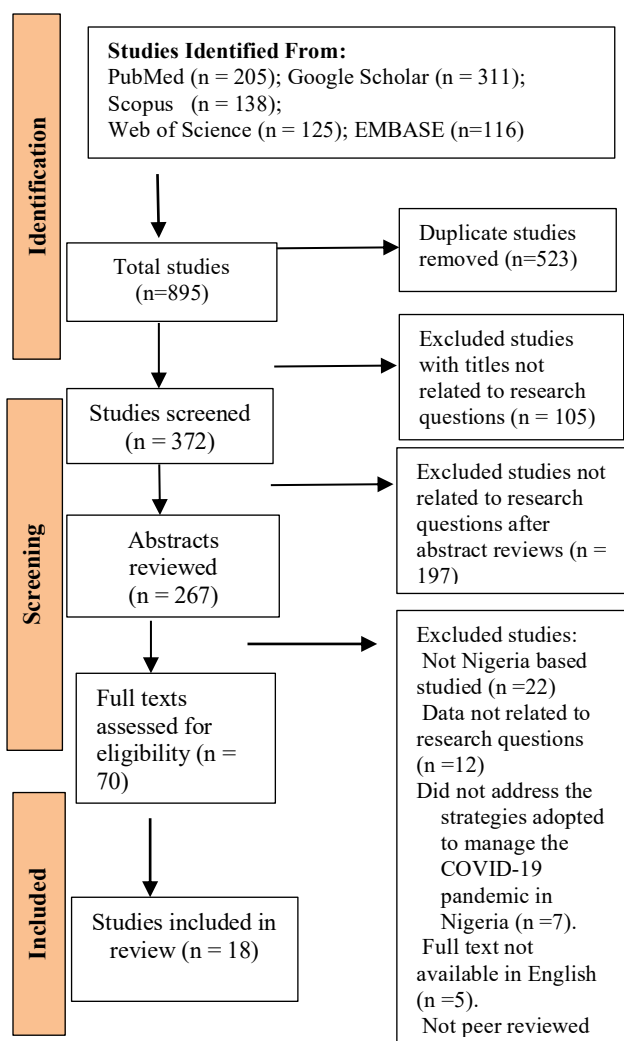 Identification
Studies Identified From:
PubMed (n = 205); Google Scholar (n = 311);
Scopus (n = 138);
Web of Science (n = 125); EMBASE (n=116)
Total studies
(n=895)
Duplicate studies
removed (n=523)
Excluded studies
with titles not
related to research
questions (n = 105)
Screening
Studies screened
(n = 372)
Excluded studies not
related to research
questions after
abstract reviews (n =
197)
Abstracts
reviewed
(n = 267)
Full texts
assessed for
eligibility (n =
70)
Excluded studies:
Not Nigeria based
studied (n =22)
Data not related to
research questions
(n =12)
Did not address the
strategies adopted
to manage the
COVID-19
pandemic in
Nigeria (n =7).
Full text not
available in English
(n =5).
Not peer reviewed
Included
Studies included in
review (n = 18)